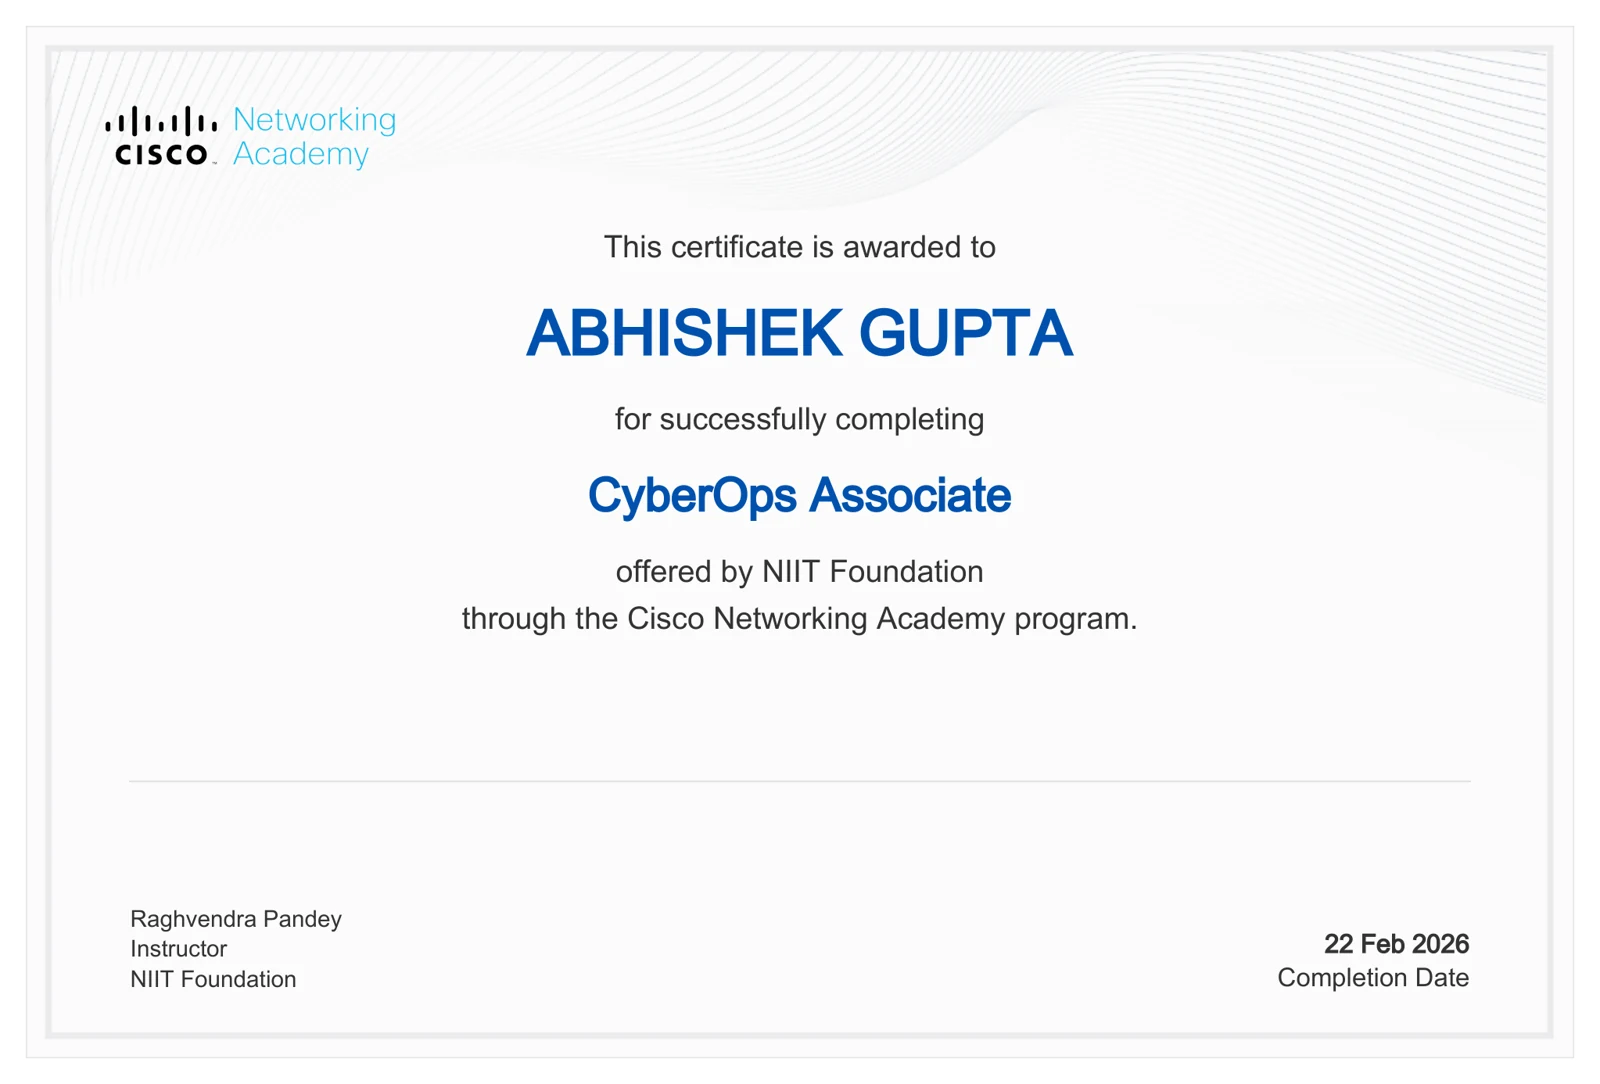 Networking
CISCO™ Academy
This certificate is awarded to
ABHISHEK GUPTA
for successfully completing
CyberOps Associate
offered by NIIT Foundation
through the Cisco Networking Academy program.
Raghvendra Pandey
Instructor
NIIT Foundation
22 Feb 2026
Completion Date